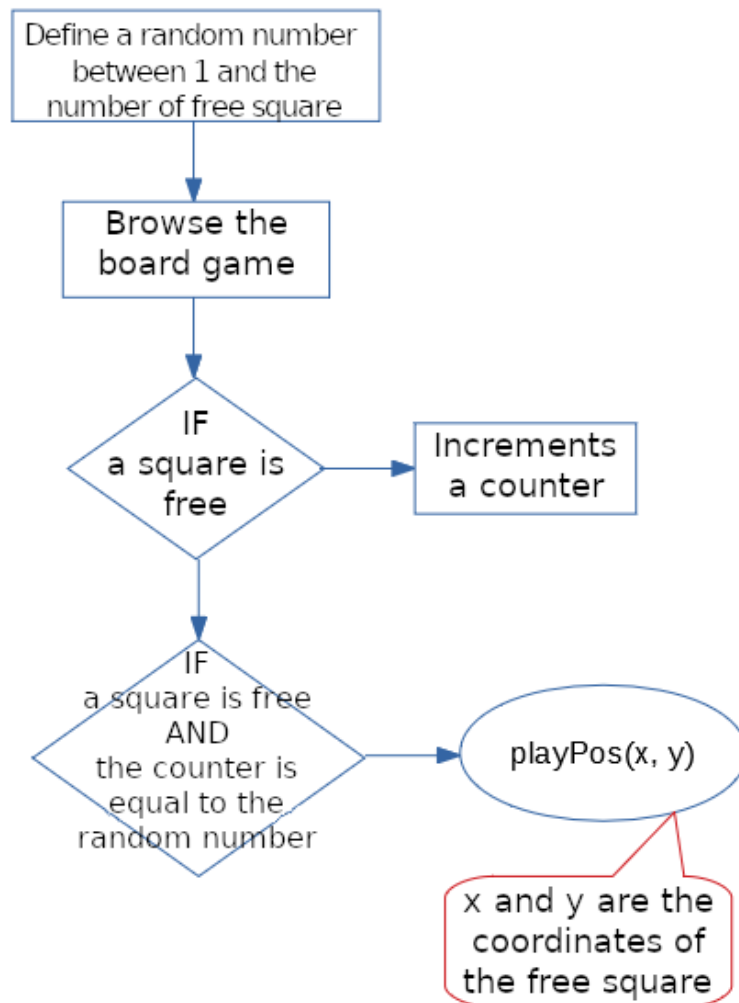 Define a random number
between 1 and the
number of free square
Browse the
board game
IF
a square is
free
Increments
a counter
IF
a square is free
AND
the counter is
equal to the
random number
playPos(x, y)
x and y are the
coordinates of
the free square